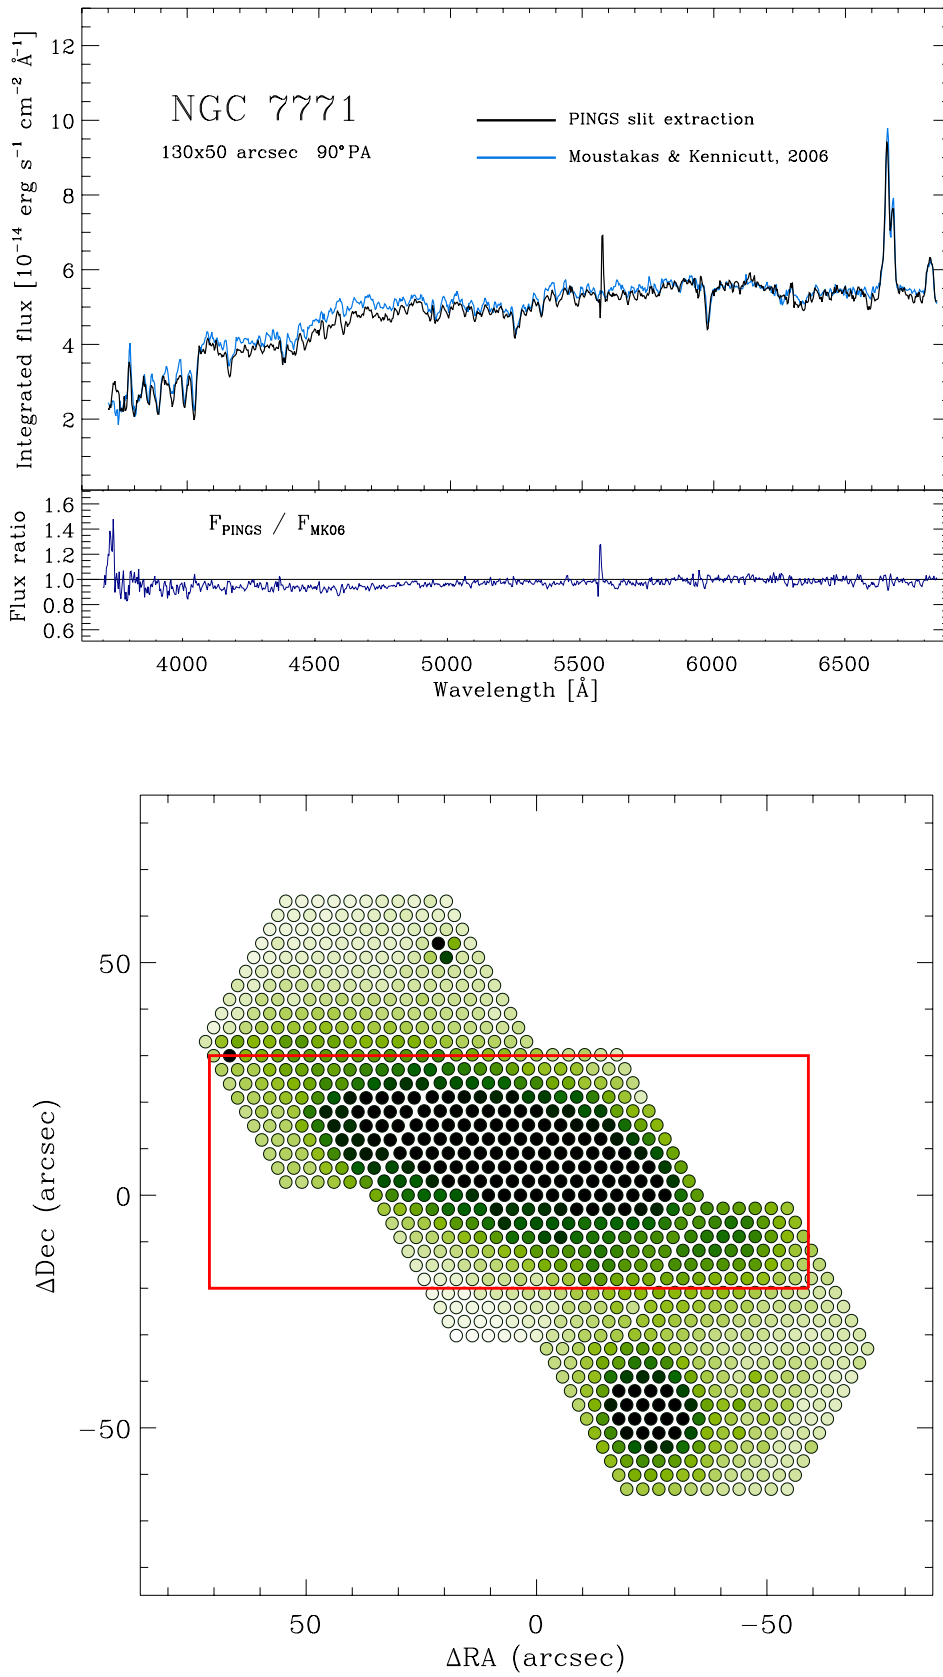 Integrated flux [10⁻¹⁴ erg s⁻¹ cm⁻² Å⁻¹]
12
10
8
6
4
2
NGC 7771
130x50 arcsec 90°PA
PINGS slit extraction
Moustakas & Kennicutt, 2006
Flux ratio
1.6
1.4
1.2
1.0
0.8
0.6
F_PINGS / F_MK06
4000 4500 5000 5500 6000 6500
Wavelength [Å]
ΔDec (arcsec)
50
0
−50
50 0 −50
ΔRA (arcsec)